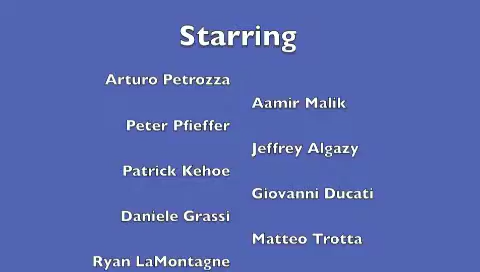 Starring
Arturo Petrozza
Aamir Malik
Peter Pfieffer
Jeffrey Algazy
Patrick Kehoe
Giovanni Ducati
Daniele Grassi
Matteo Trotta
Ryan LaMontagne